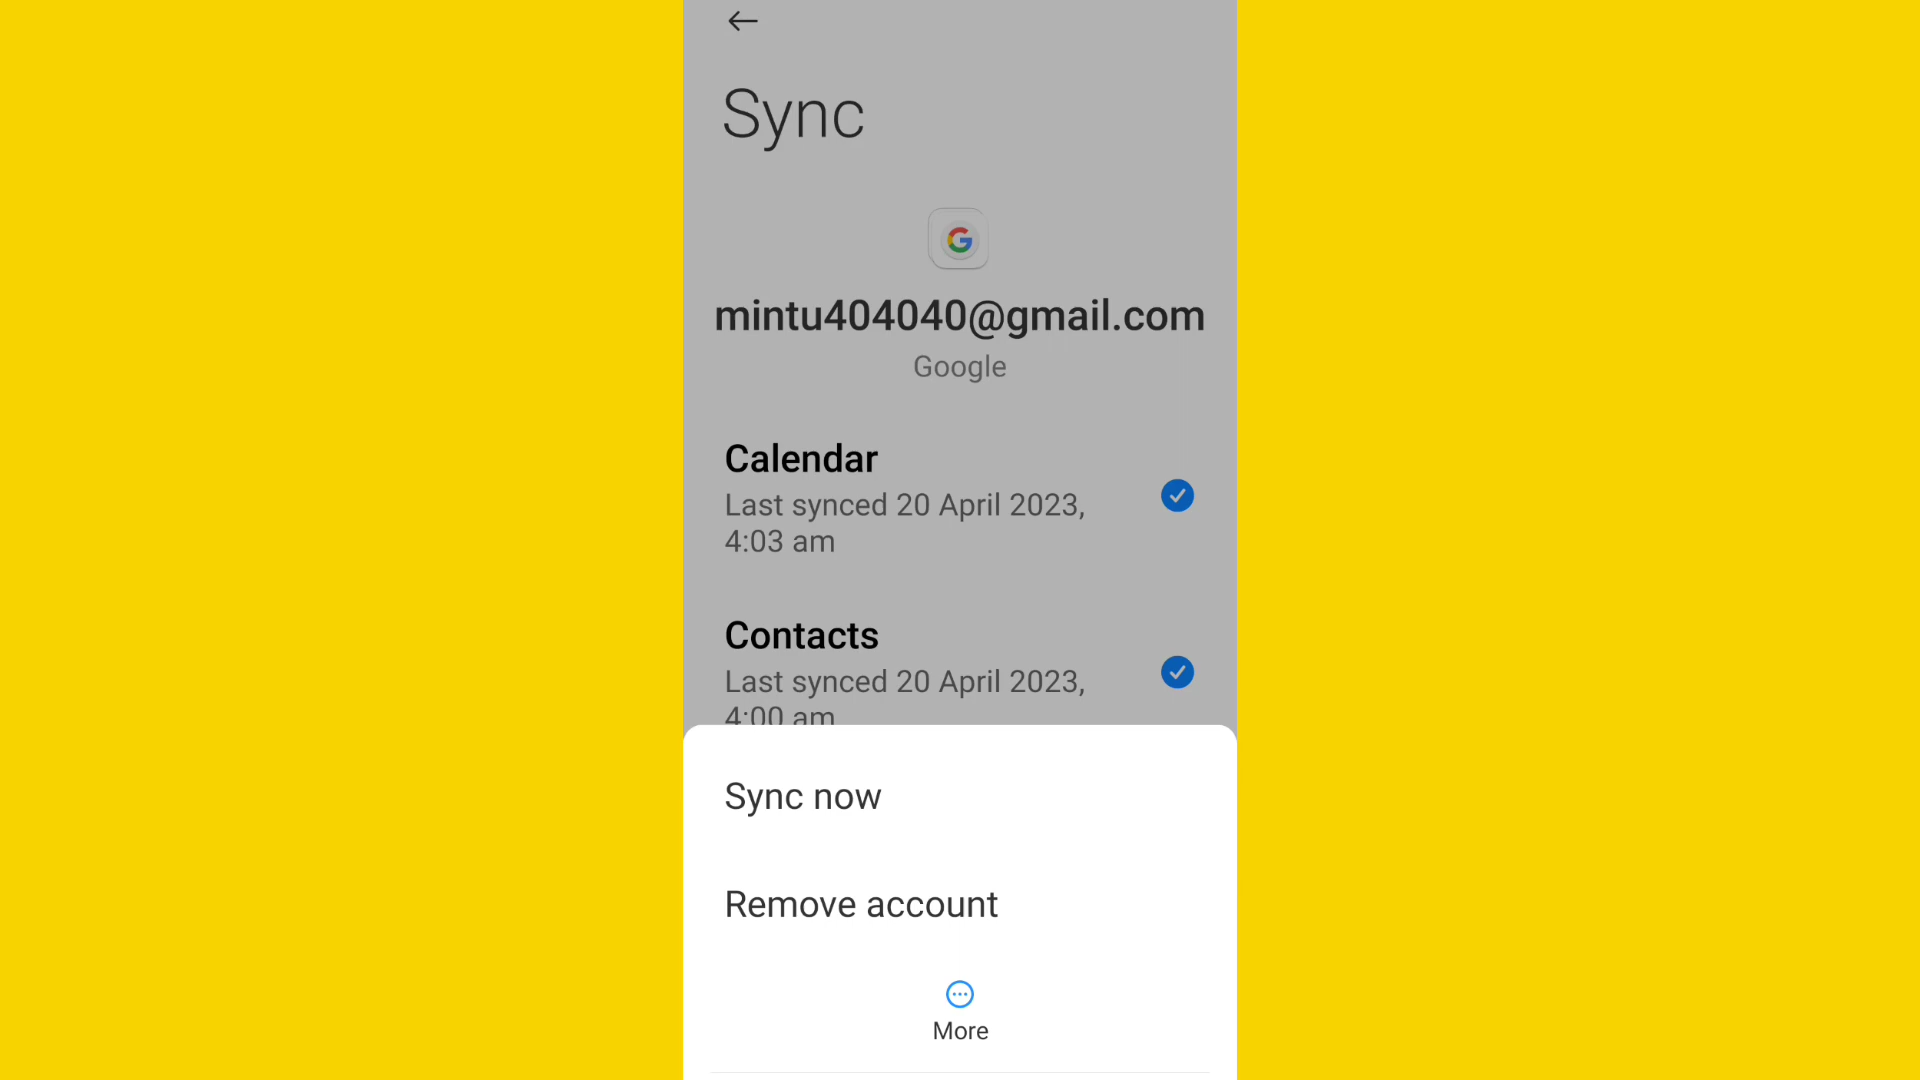 Sync
mintu404040@gmail.com
Google
Calendar
Last synced 20 April 2023,
4:03 am
Contacts
Last synced 20 April 2023,
4:00 am
Sync now
Remove account
More